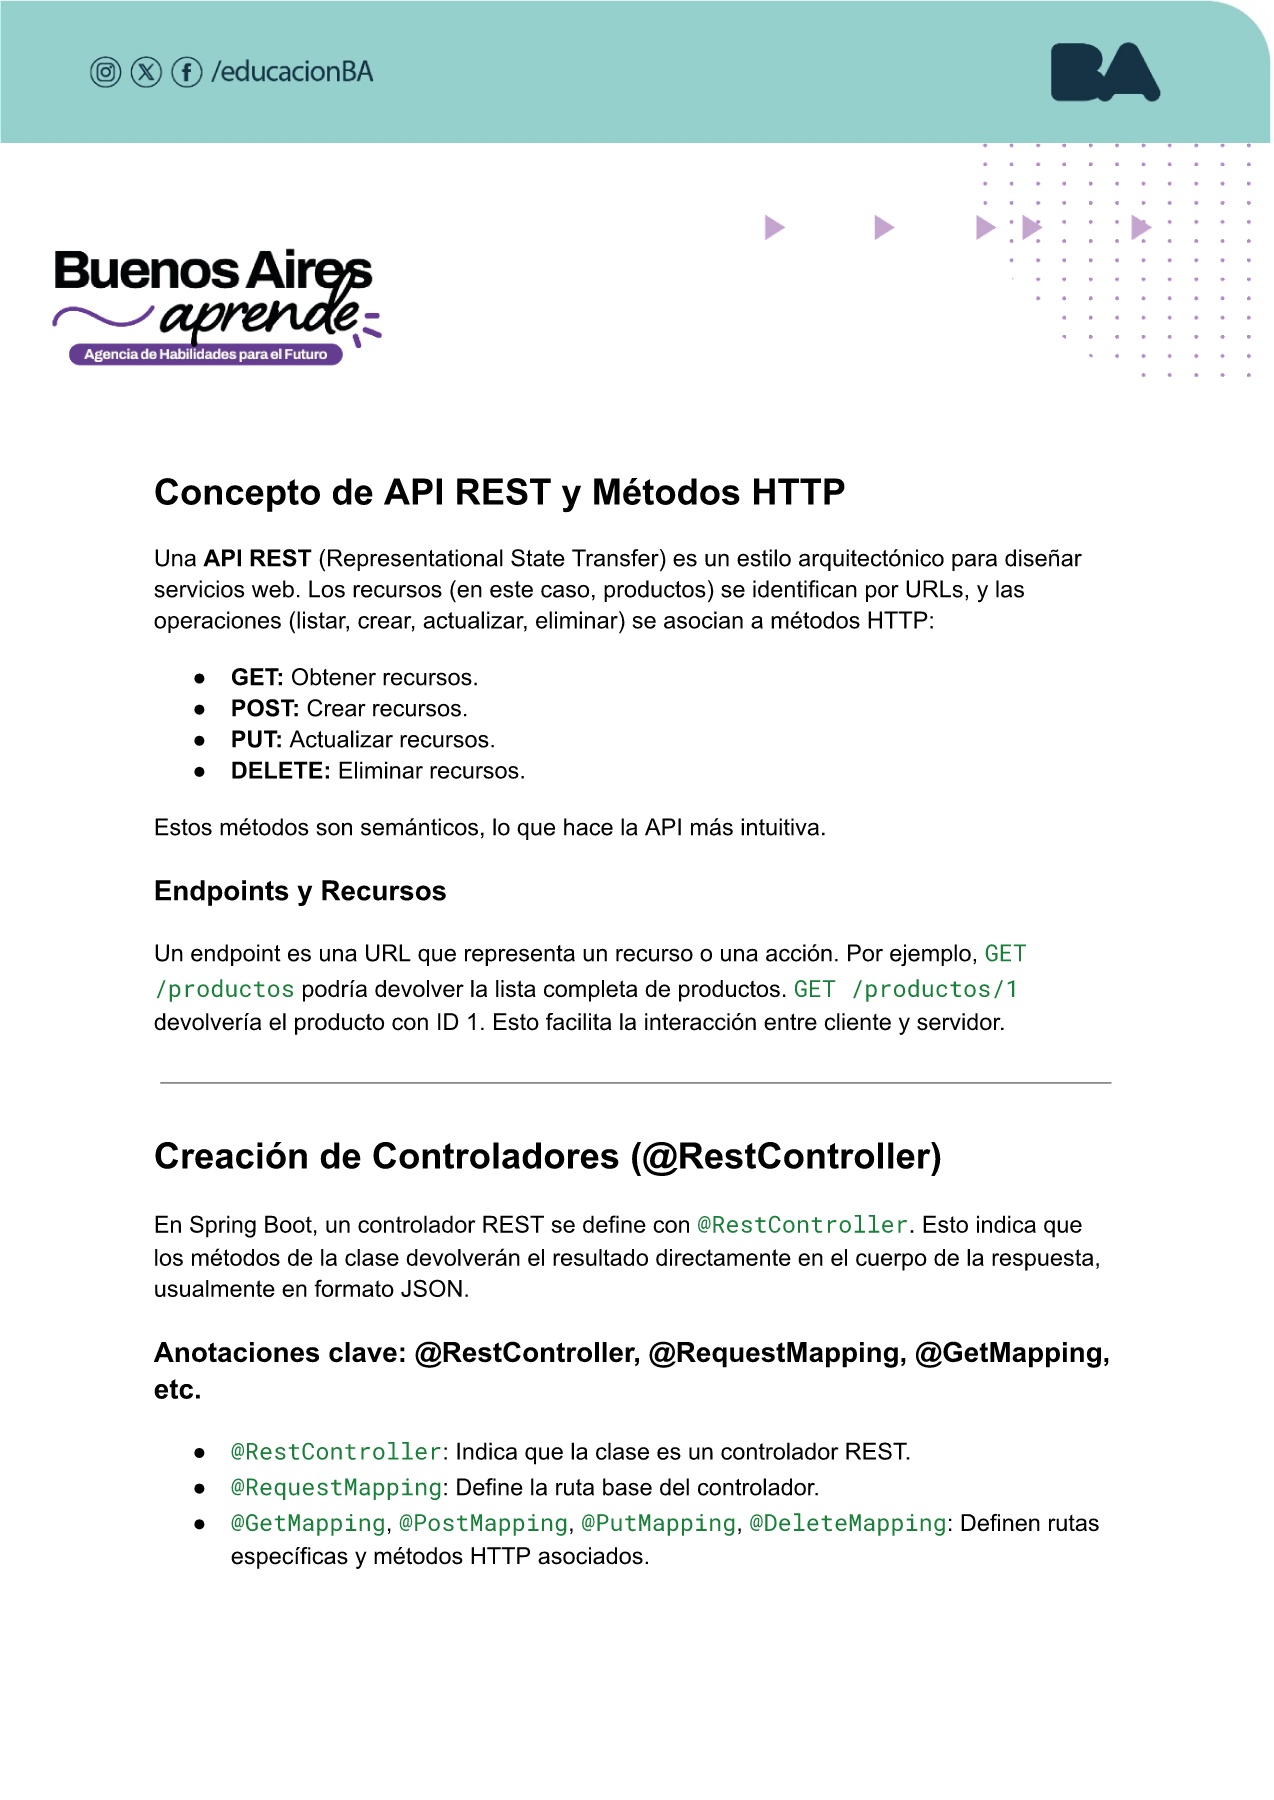 /educacionBA
BA
Buenos Aires
aprende
Agencia de Habilidades para el Futuro
Concepto de API REST y Métodos HTTP
Una API REST (Representational State Transfer) es un estilo arquitectónico para diseñar
servicios web. Los recursos (en este caso, productos) se identifican por URLs, y las
operaciones (listar, crear, actualizar, eliminar) se asocian a métodos HTTP:
● GET: Obtener recursos.
● POST: Crear recursos.
● PUT: Actualizar recursos.
● DELETE: Eliminar recursos.
Estos métodos son semánticos, lo que hace la API más intuitiva.
Endpoints y Recursos
Un endpoint es una URL que representa un recurso o una acción. Por ejemplo, GET
/productos podría devolver la lista completa de productos. GET /productos/1
devolvería el producto con ID 1. Esto facilita la interacción entre cliente y servidor.
Creación de Controladores (@RestController)
En Spring Boot, un controlador REST se define con @RestController. Esto indica que
los métodos de la clase devolverán el resultado directamente en el cuerpo de la respuesta,
usualmente en formato JSON.
Anotaciones clave: @RestController, @RequestMapping, @GetMapping,
etc.
● @RestController: Indica que la clase es un controlador REST.
● @RequestMapping: Define la ruta base del controlador.
● @GetMapping, @PostMapping, @PutMapping, @DeleteMapping: Definen rutas
específicas y métodos HTTP asociados.